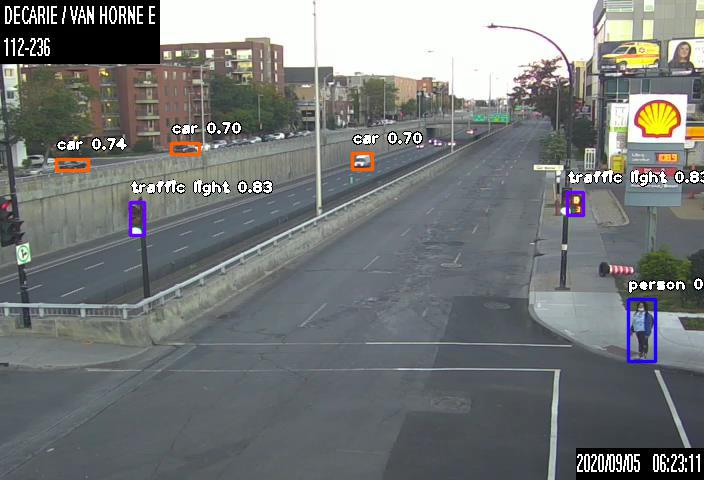 DECARIE / VAN HORNE E
112-236
car 0.74
car 0.70
car 0.70
traffic light 0.83
traffic light 0.83
person 0
2020/09/05 06:23:11